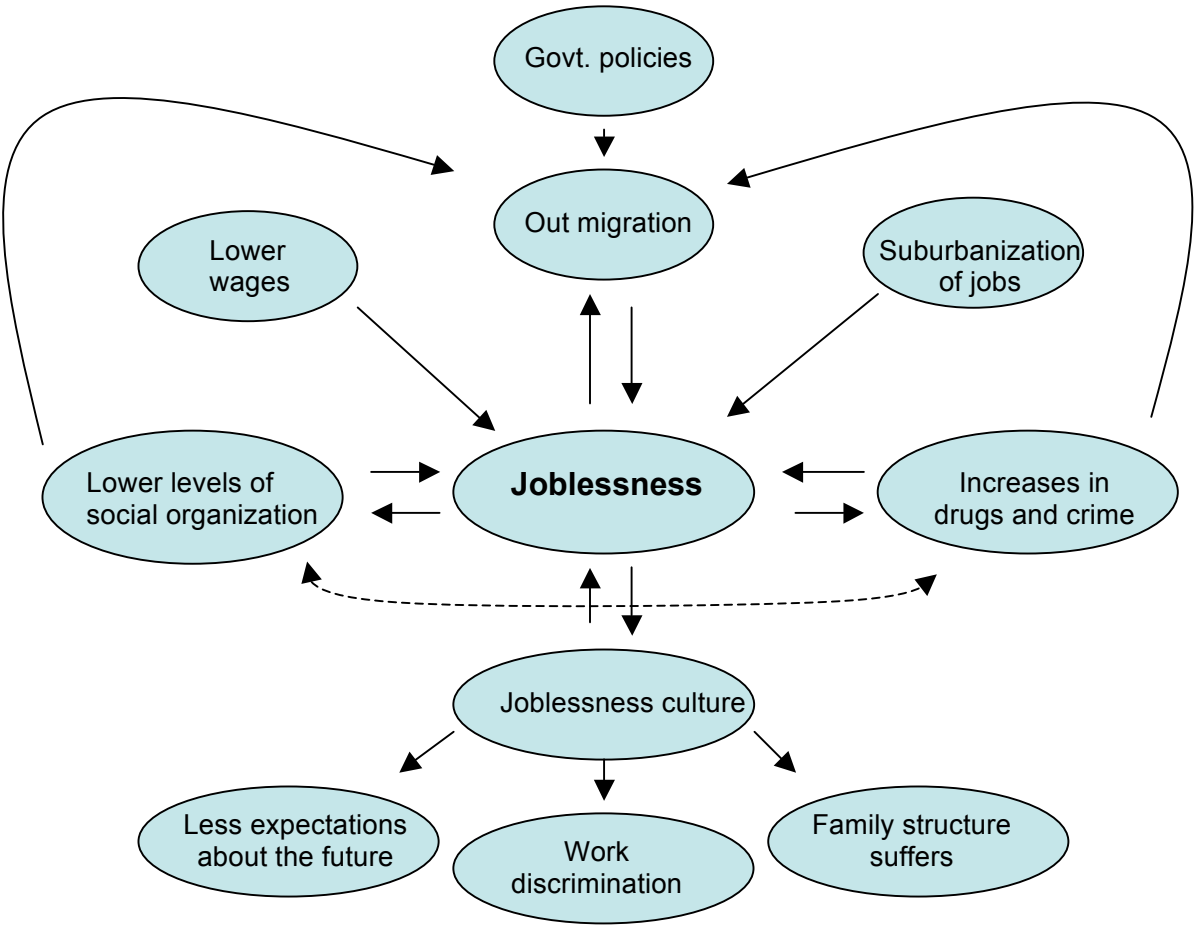 Govt. policies
Out migration
Lower
wages
Suburbanization
of jobs
Lower levels of
social organization
Joblessness
Increases in
drugs and crime
Joblessness culture
Less expectations
about the future
Work
discrimination
Family structure
suffers